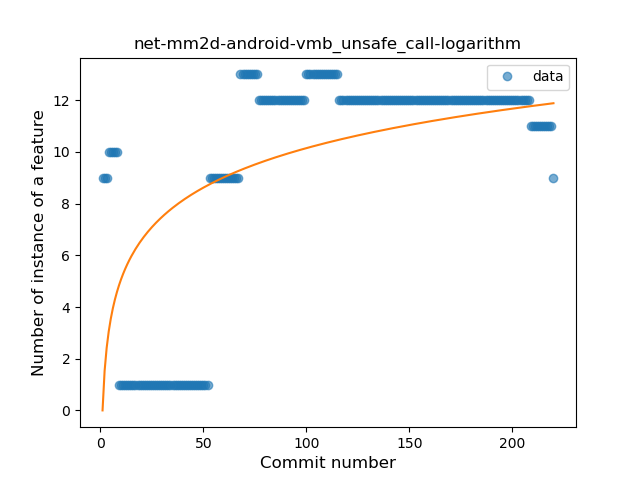 net-mm2d-android-vmb_unsafe_call-logarithm
data
Number of instance of a feature
12
10
8
6
4
2
0
0 50 100 150 200
Commit number